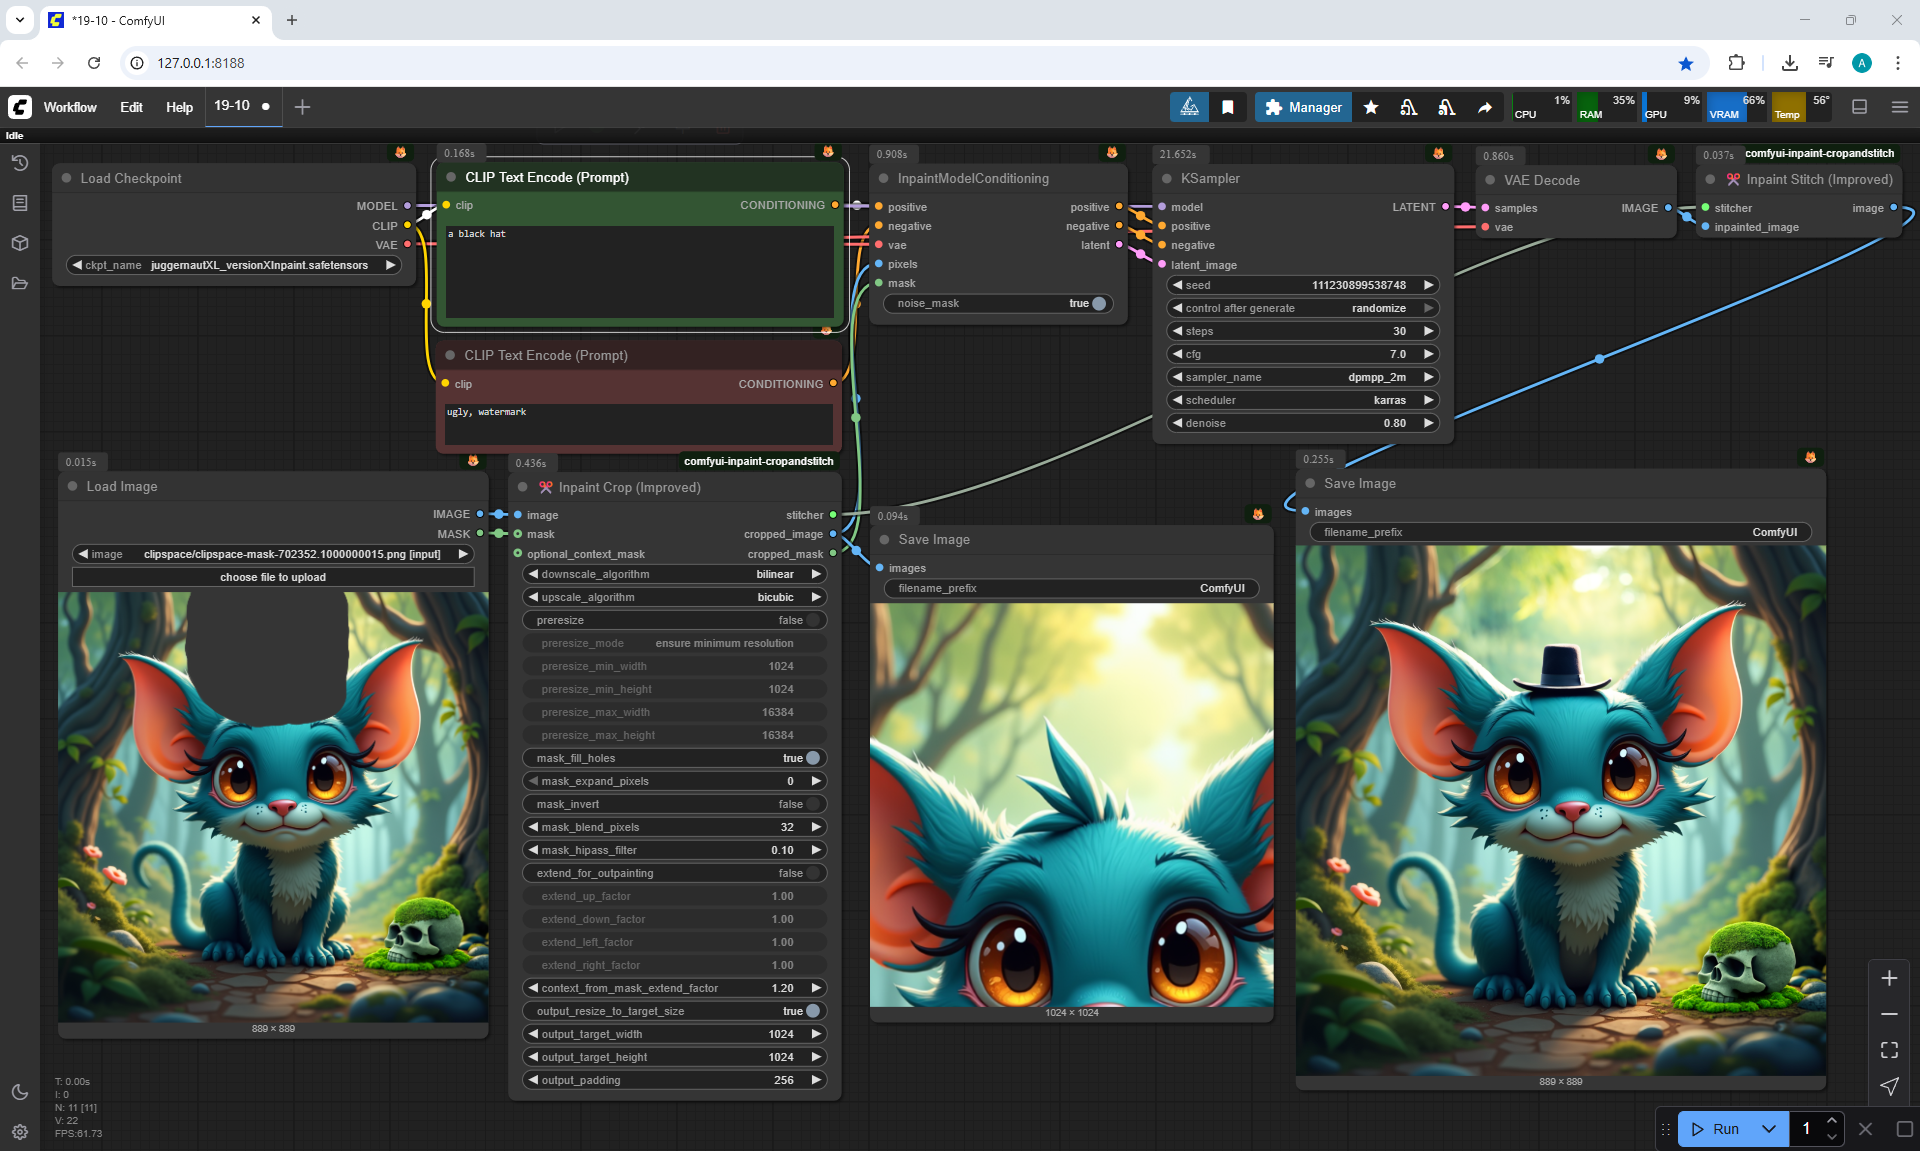 *19-10 - ComfyUI
127.0.0.1:8188
A
Workflow Edit Help 19-10
Manager
CPU 1% RAM 35% GPU 9% VRAM 66% Temp 56°
Idle
Load Checkpoint
MODEL
CLIP
VAE
ckpt_name juggernautXL_versionXInpaint.safetensors
0.168s
CLIP Text Encode (Prompt)
clip CONDITIONING
a black hat
CLIP Text Encode (Prompt)
clip CONDITIONING
ugly, watermark
0.908s
InpaintModelConditioning
positive positive
negative negative
vae latent
pixels
mask
noise_mask true
21.652s
KSampler
model LATENT
positive
negative
latent_image
seed 111230899538748
control after generate randomize
steps 30
cfg 7.0
sampler_name dpmpp_2m
scheduler karras
denoise 0.80
0.860s
VAE Decode
samples IMAGE
vae
0.037s comfyui-inpaint-cropandstitch
Inpaint Stitch (Improved)
stitcher image
inpainted_image
0.015s
Load Image
IMAGE
MASK
image clipspace/clipspace-mask-702352.1000000015.png [input]
choose file to upload
889 × 889
0.436s comfyui-inpaint-cropandstitch
Inpaint Crop (Improved)
image stitcher
mask cropped_image
optional_context_mask cropped_mask
downscale_algorithm bilinear
upscale_algorithm bicubic
preresize false
preresize_mode ensure minimum resolution
preresize_min_width 1024
preresize_min_height 1024
preresize_max_width 16384
preresize_max_height 16384
mask_fill_holes true
mask_expand_pixels 0
mask_invert false
mask_blend_pixels 32
mask_hipass_filter 0.10
extend_for_outpainting false
extend_up_factor 1.00
extend_down_factor 1.00
extend_left_factor 1.00
extend_right_factor 1.00
context_from_mask_extend_factor 1.20
output_resize_to_target_size true
output_target_width 1024
output_target_height 1024
output_padding 256
0.094s
Save Image
images
filename_prefix ComfyUI
1024 × 1024
0.255s
Save Image
images
filename_prefix ComfyUI
889 × 889
T: 0.00s
I: 0
N: 11 [11]
V: 22
FPS:61.73
Run 1